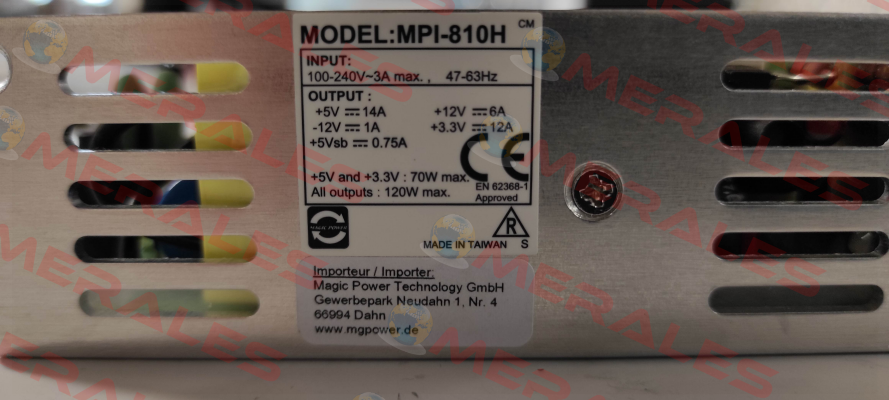 MODEL:MPI-810H CM
INPUT:
100-240V~3A max. , 47-63Hz
OUTPUT :
+5V ⎓ 14A +12V ⎓ 6A
-12V ⎓ 1A +3.3V ⎓ 12A
+5Vsb ⎓ 0.75A
CE
+5V and +3.3V : 70W max.
EN 62368-1
All outputs : 120W max.
Approved
MAGIC POWER
R
MADE IN TAIWAN S
Importeur / Importer:
Magic Power Technology GmbH
Gewerbepark Neudahn 1, Nr. 4
66994 Dahn
www.mgpower.de
MERALES